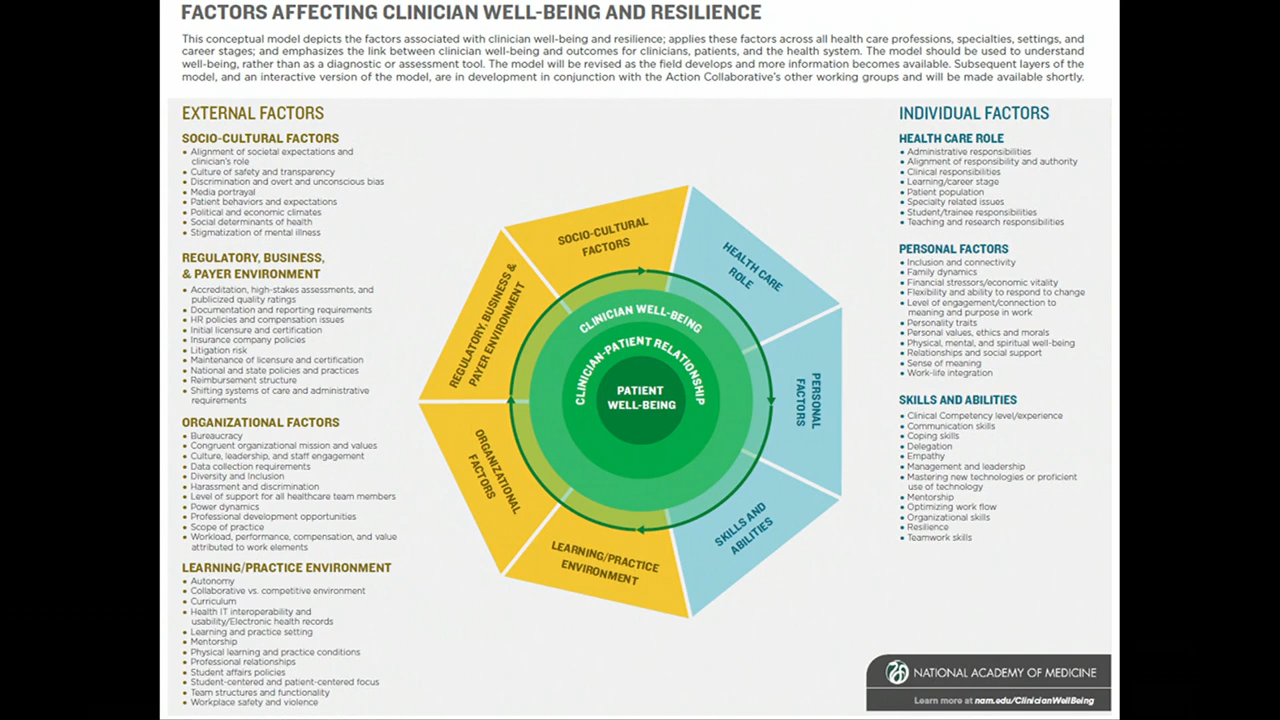 FACTORS AFFECTING CLINICIAN WELL-BEING AND RESILIENCE
This conceptual model depicts the factors associated with clinician well-being and resilience; applies these factors across all health care professions, specialties, settings, and
career stages; and emphasizes the link between clinician well-being and outcomes for clinicians, patients, and the health system. The model should be used to understand
well-being, rather than as a diagnostic or assessment tool. The model will be revised as the field develops and more information becomes available. Subsequent layers of the
model, and an interactive version of the model, are in development in conjunction with the Action Collaborative's other working groups and will be made available shortly.
EXTERNAL FACTORS
SOCIO-CULTURAL FACTORS
• Alignment of societal expectations and
clinician's role
• Culture of safety and transparency
• Discrimination and overt and unconscious bias
• Media portrayal
• Patient behaviors and expectations
• Political and economic climates
• Social determinants of health
• Stigmatization of mental illness
REGULATORY, BUSINESS,
& PAYER ENVIRONMENT
• Accreditation, high-stakes assessments, and
publicized quality ratings
• Documentation and reporting requirements
• HR policies and compensation issues
• Initial licensure and certification
• Insurance company policies
• Litigation risk
• Maintenance of licensure and certification
• National and state policies and practices
• Reimbursement structure
• Shifting systems of care and administrative
requirements
ORGANIZATIONAL FACTORS
• Bureaucracy
• Congruent organizational mission and values
• Culture, leadership, and staff engagement
• Data collection requirements
• Diversity and Inclusion
• Harassment and discrimination
• Level of support for all healthcare team members
• Power dynamics
• Professional development opportunities
• Scope of practice
• Workload, performance, compensation, and value
attributed to work elements
LEARNING/PRACTICE ENVIRONMENT
• Autonomy
• Collaborative vs. competitive environment
• Curriculum
• Health IT interoperability and
usability/Electronic health records
• Learning and practice setting
• Mentorship
• Physical learning and practice conditions
• Professional relationships
• Student affairs policies
• Student-centered and patient-centered focus
• Team structures and functionality
• Workplace safety and violence
SOCIO-CULTURAL
FACTORS
HEALTH CARE
ROLE
REGULATORY, BUSINESS &
PAYER ENVIRONMENT
PERSONAL
FACTORS
ORGANIZATIONAL
FACTORS
SKILLS AND
ABILITIES
LEARNING/PRACTICE
ENVIRONMENT
CLINICIAN WELL-BEING
CLINICIAN-PATIENT RELATIONSHIP
PATIENT
WELL-BEING
INDIVIDUAL FACTORS
HEALTH CARE ROLE
• Administrative responsibilities
• Alignment of responsibility and authority
• Clinical responsibilities
• Learning/career stage
• Patient population
• Specialty related issues
• Student/trainee responsibilities
• Teaching and research responsibilities
PERSONAL FACTORS
• Inclusion and connectivity
• Family dynamics
• Financial stressors/economic vitality
• Flexibility and ability to respond to change
• Level of engagement/connection to
meaning and purpose in work
• Personality traits
• Personal values, ethics and morals
• Physical, mental, and spiritual well-being
• Relationships and social support
• Sense of meaning
• Work-life integration
SKILLS AND ABILITIES
• Clinical Competency level/experience
• Communication skills
• Coping skills
• Delegation
• Empathy
• Management and leadership
• Mastering new technologies or proficient
use of technology
• Mentorship
• Optimizing work flow
• Organizational skills
• Resilience
• Teamwork skills
NATIONAL ACADEMY OF MEDICINE
Learn more at nam.edu/ClinicianWellBeing